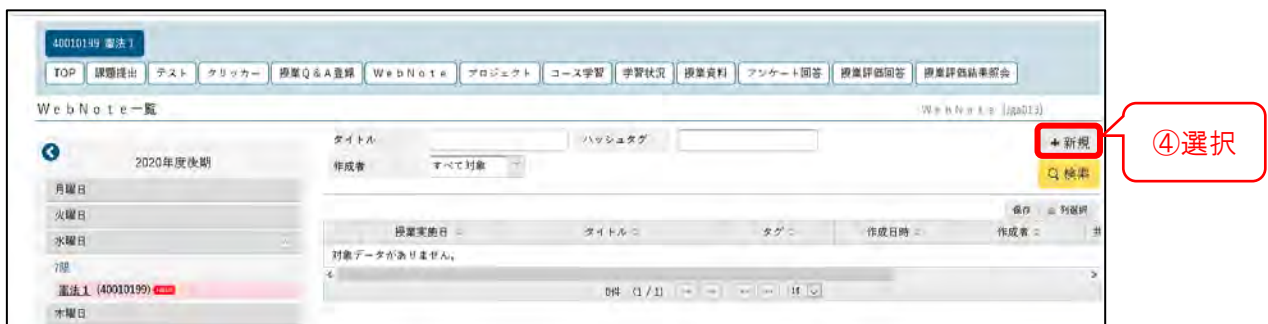 40010199 憲法1
TOP 課題提出 テスト クリッカー 授業Q&A登録 WebNote プロジェクト コース学習 学習状況 授業資料 アンケート回答 授業評価回答 授業評価結果照会
WebNote一覧
WebNote (Jga013)
タイトル ハッシュタグ
+新規
④選択
2020年度後期
作成者 すべて対象
検索
月曜日
火曜日
保存 列選択
水曜日
授業実施日 タイトル タグ 作成日時 作成者
対象データがありません。
7限
憲法1 (40010199)
0件 (1/1) 10
木曜日